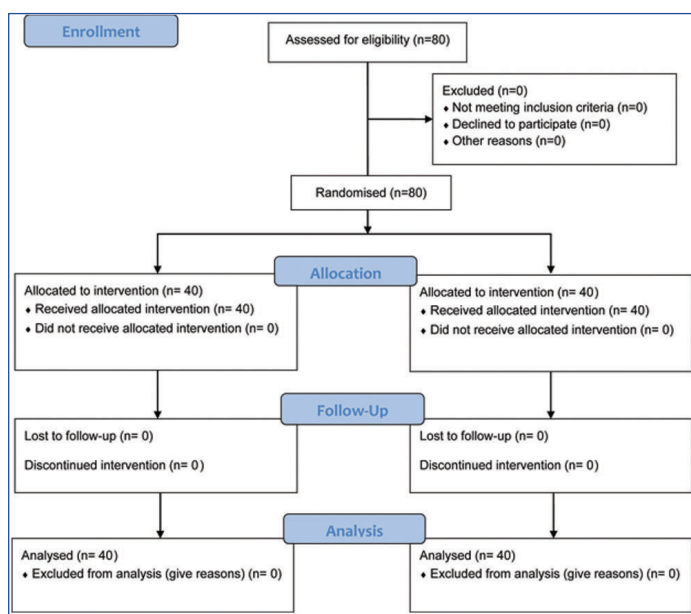 Enrollment
Assessed for eligibility (n=80)
Excluded (n=0)
♦ Not meeting inclusion criteria (n=0)
♦ Declined to participate (n=0)
♦ Other reasons (n=0)
Randomised (n=80)
Allocation
Allocated to intervention (n= 40)
♦ Received allocated intervention (n= 40)
♦ Did not receive allocated intervention (n= 0)
Allocated to intervention (n= 40)
♦ Received allocated intervention (n= 40)
♦ Did not receive allocated intervention (n= 0)
Follow-Up
Lost to follow-up (n= 0)
Discontinued intervention (n= 0)
Lost to follow-up (n= 0)
Discontinued intervention (n= 0)
Analysis
Analysed (n= 40)
♦ Excluded from analysis (give reasons) (n= 0)
Analysed (n= 40)
♦ Excluded from analysis (give reasons) (n= 0)